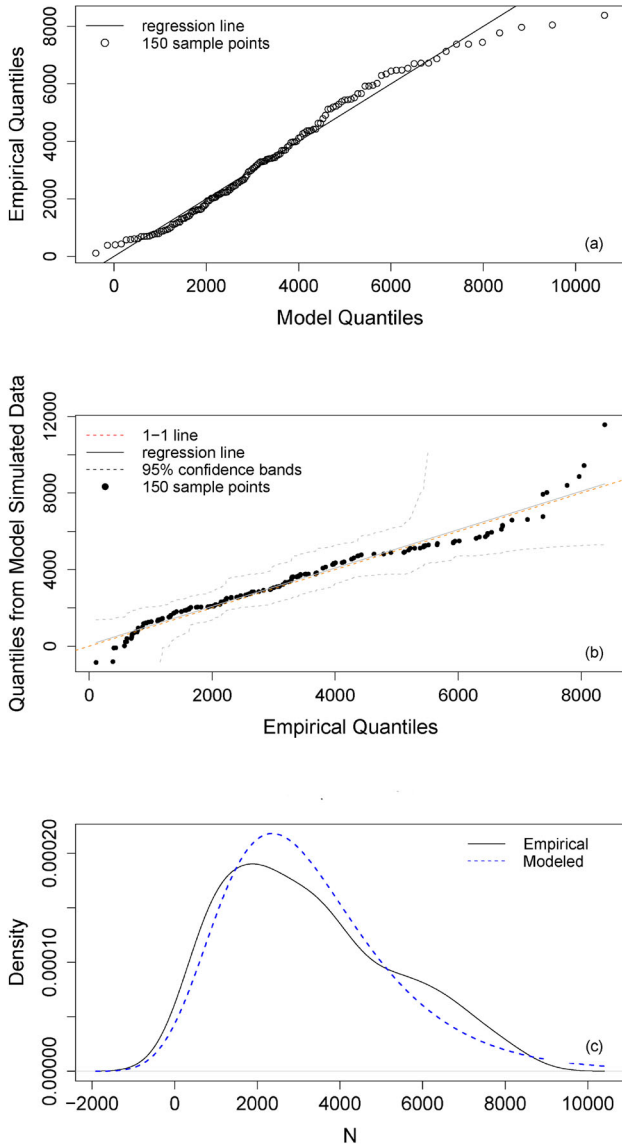 8000
6000
4000
2000
0
Empirical Quantiles
regression line
150 sample points
(a)
0 2000 4000 6000 8000 10000
Model Quantiles
12000
8000
4000
0
Quantiles from Model Simulated Data
1−1 line
regression line
95% confidence bands
150 sample points
(b)
0 2000 4000 6000 8000
Empirical Quantiles
0.00020
0.00010
0.00000
Density
Empirical
Modeled
(c)
−2000 0 2000 4000 6000 8000 10000
N